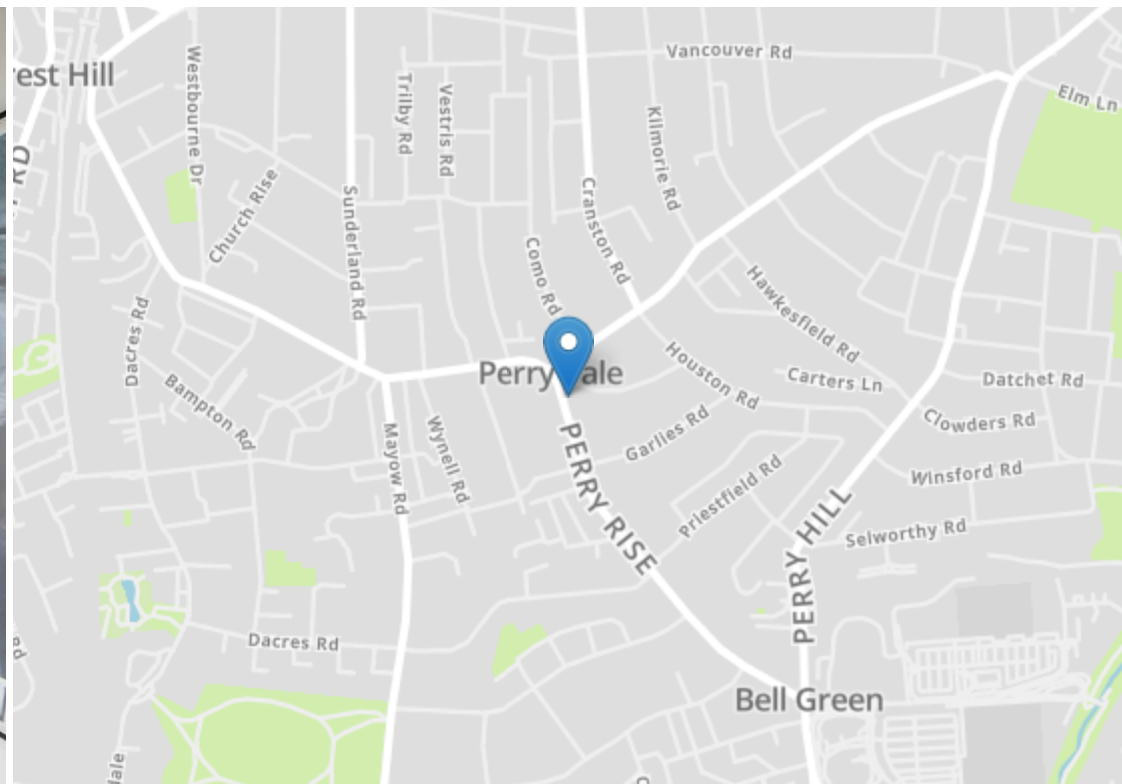 Vancouver Rd
Elm Ln
rest Hill
Westbourne Dr
Trilby Rd
Vestris Rd
Kilmorie Rd
RD
Church Rise
Sunderland Rd
Cranston Rd
Como Rd
Hawkesfield Rd
Dacres Rd
Perry ale
Houston Rd
Carters Ln
Datchet Rd
Bampton Rd
Mayow Rd
Wynell Rd
Garlies Rd
Clowders Rd
PERRY RISE
Winsford Rd
Priestfield Rd
PERRY HILL
Selworthy Rd
Dacres Rd
Bell Green